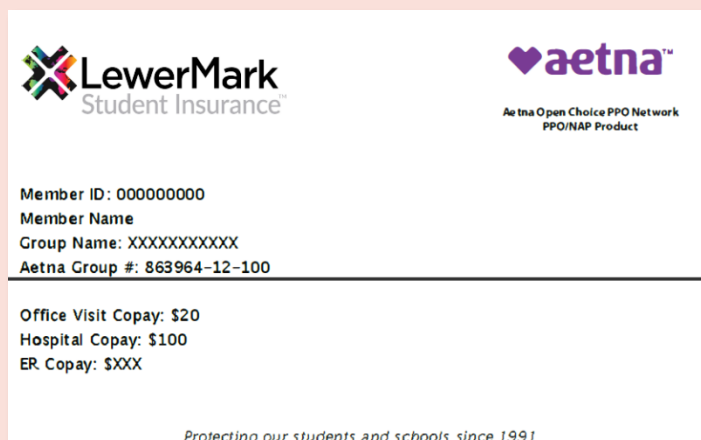 LewerMark
Student Insurance™
aetna™
Aetna Open Choice PPO Network
PPO/NAP Product
Member ID: 000000000
Member Name
Group Name: XXXXXXXXXXX
Aetna Group #: 863964-12-100
Office Visit Copay: $20
Hospital Copay: $100
ER Copay: $XXX
Protecting our students and schools since 1991